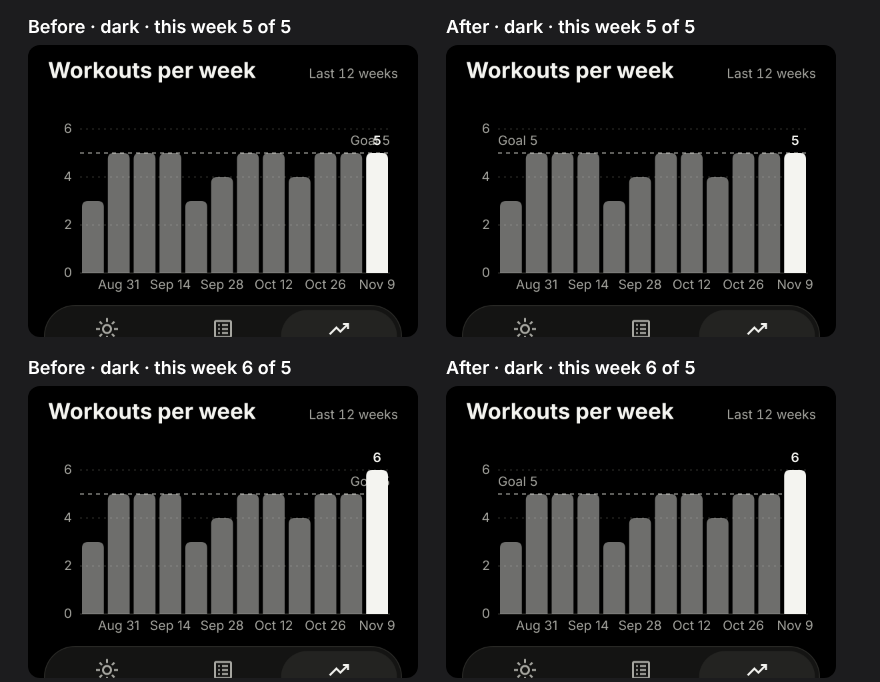 Before · dark · this week 5 of 5
Workouts per week
Last 12 weeks
6
Goal 5
5
4
2
0
Aug 31 Sep 14 Sep 28 Oct 12 Oct 26 Nov 9
After · dark · this week 5 of 5
Workouts per week
Last 12 weeks
6
Goal 5
5
4
2
0
Aug 31 Sep 14 Sep 28 Oct 12 Oct 26 Nov 9
Before · dark · this week 6 of 5
Workouts per week
Last 12 weeks
6
6
4
2
0
Aug 31 Sep 14 Sep 28 Oct 12 Oct 26 Nov 9
After · dark · this week 6 of 5
Workouts per week
Last 12 weeks
6
6
Goal 5
4
2
0
Aug 31 Sep 14 Sep 28 Oct 12 Oct 26 Nov 9